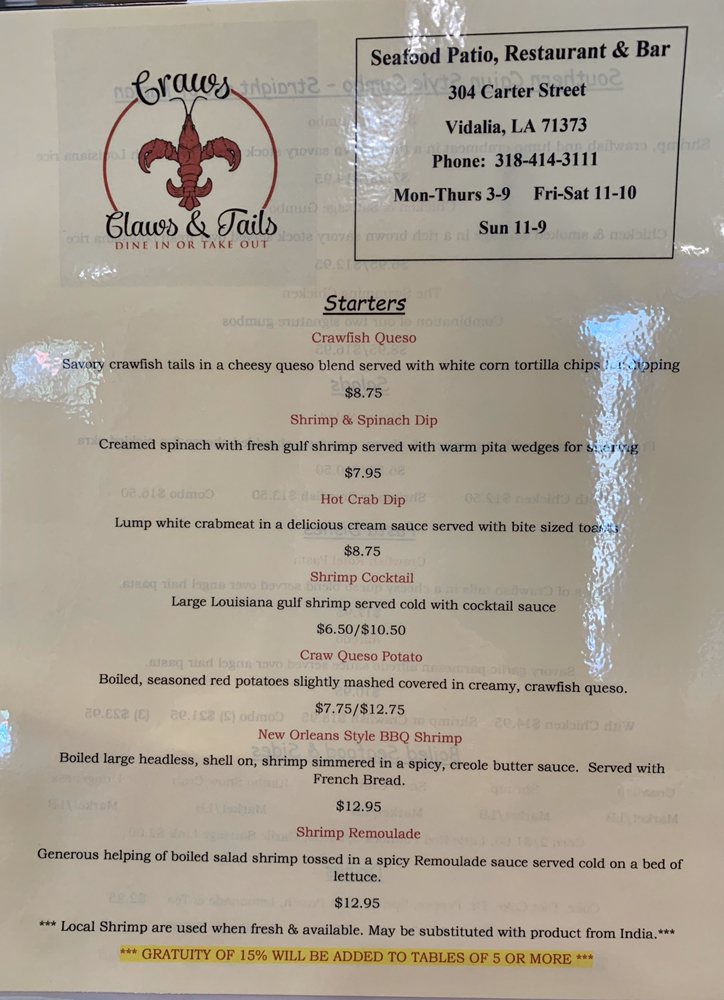 Craws
Claws & Tails
DINE IN OR TAKE OUT
Seafood Patio, Restaurant & Bar
304 Carter Street
Vidalia, LA 71373
Phone: 318-414-3111
Mon-Thurs 3-9 Fri-Sat 11-10
Sun 11-9
Starters
Crawfish Queso
Savory crawfish tails in a cheesy queso blend served with white corn tortilla chips for dipping
$8.75
Shrimp & Spinach Dip
Creamed spinach with fresh gulf shrimp served with warm pita wedges for
$7.95
Hot Crab Dip
Lump white crabmeat in a delicious cream sauce served with bite sized toasts
$8.75
Shrimp Cocktail
Large Louisiana gulf shrimp served cold with cocktail sauce
$6.50/$10.50
Craw Queso Potato
Boiled, seasoned red potatoes slightly mashed covered in creamy, crawfish queso.
$7.75/$12.75
New Orleans Style BBQ Shrimp
Boiled large headless, shell on, shrimp simmered in a spicy, creole butter sauce. Served with
French Bread.
$12.95
Shrimp Remoulade
Generous helping of boiled salad shrimp tossed in a spicy Remoulade sauce served cold on a bed of
lettuce.
$12.95
*** Local Shrimp are used when fresh & available. May be substituted with product from India.***
*** GRATUITY OF 15% WILL BE ADDED TO TABLES OF 5 OR MORE ***